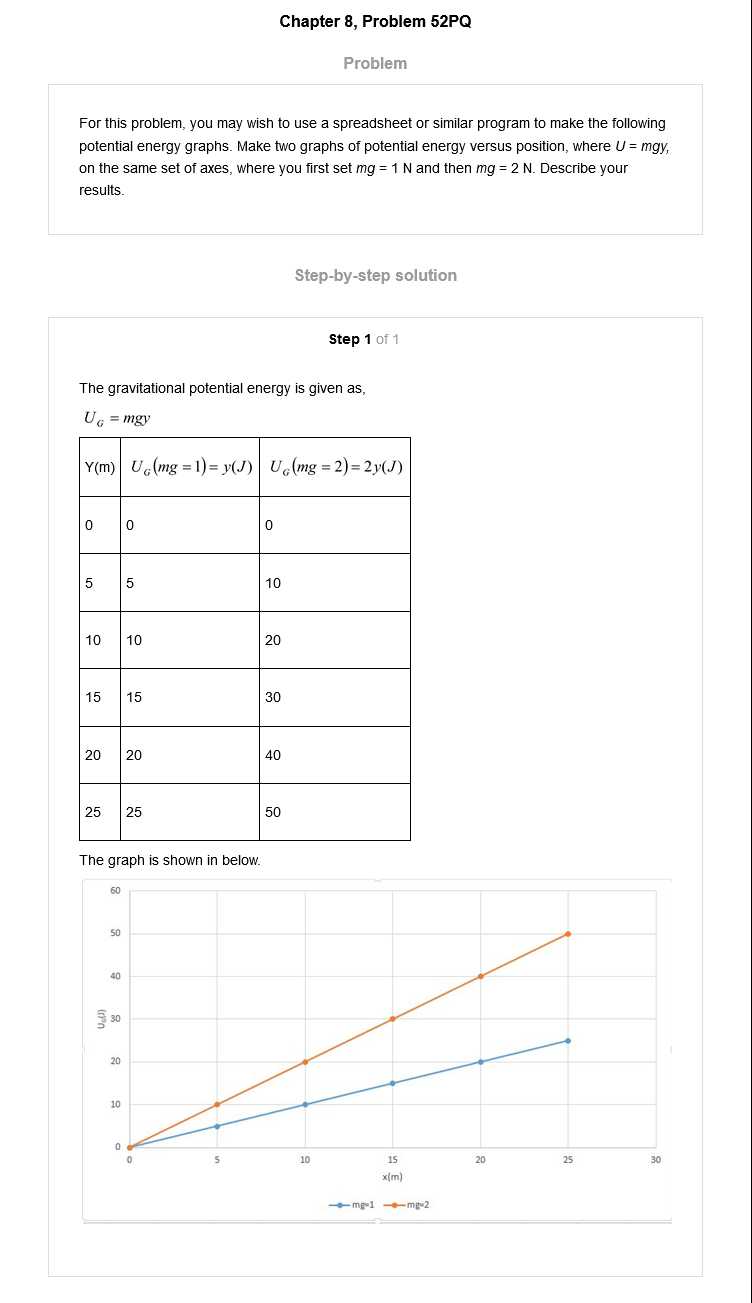 Chapter 8, Problem 52PQ
Problem
For this problem, you may wish to use a spreadsheet or similar program to make the following
potential energy graphs. Make two graphs of potential energy versus position, where U = mgy,
on the same set of axes, where you first set mg = 1 N and then mg = 2 N. Describe your
results.
Step-by-step solution
Step 1 of 1
The gravitational potential energy is given as,
U_G = mgy
Y(m) U_G(mg = 1) = y(J) U_G(mg = 2) = 2y(J)
0 0 0
5 5 10
10 10 20
15 15 30
20 20 40
25 25 50
The graph is shown in below.
60
50
40
30
20
10
0
U_G(J)
0 5 10 15 20 25 30
x(m)
mg=1 mg=2